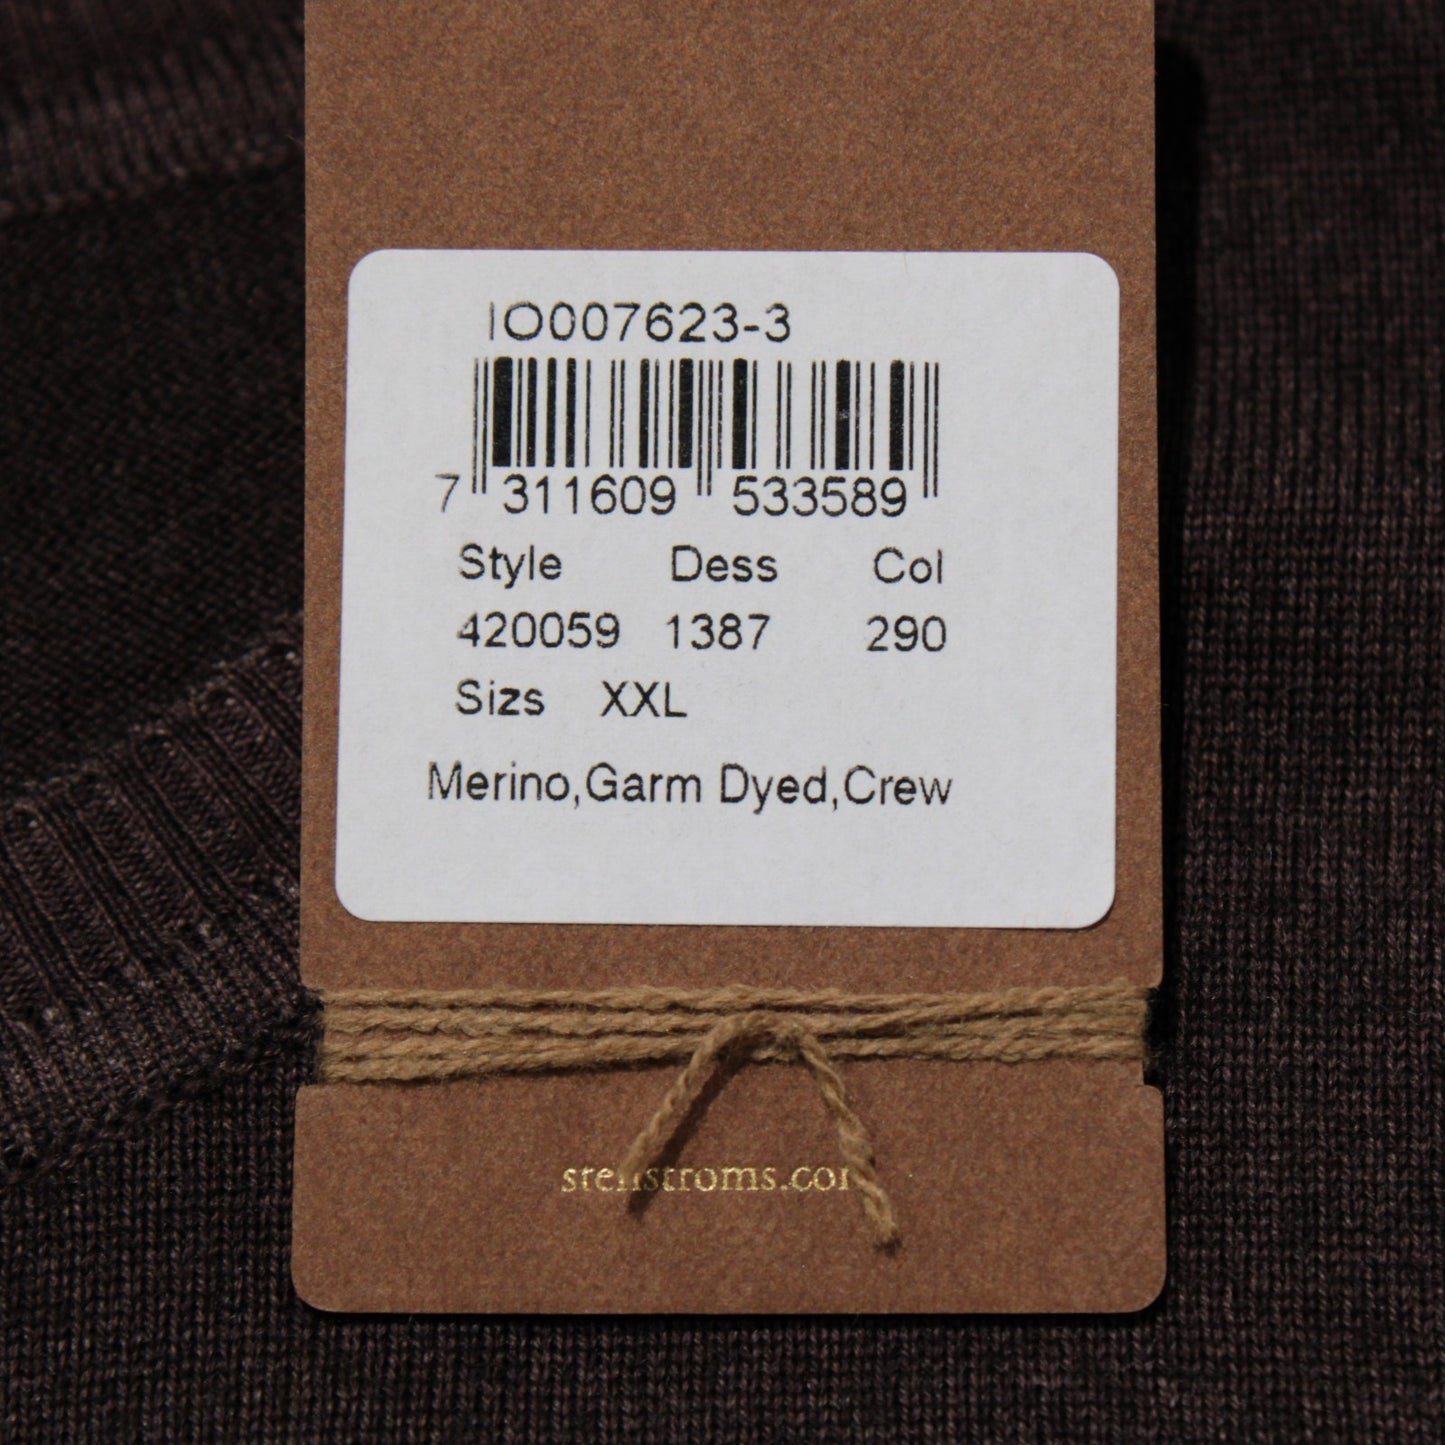 IO007623-3
7 311609 533589
Style Dess Col
420059 1387 290
Sizs XXL
Merino,Garm Dyed,Crew